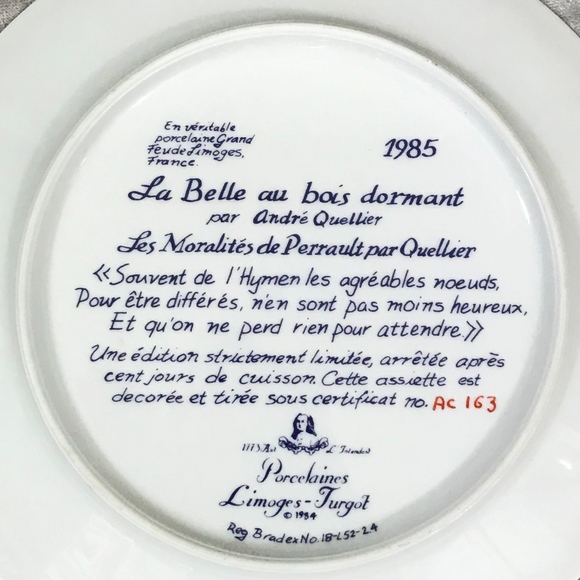 En véritable
porcelaine Grand
Feu de Limoges,
France.
1985
La Belle au bois dormant
par André Quellier
Les Moralités de Perrault par Quellier
«Souvent de l'Hymen les agréables noeuds,
Pour être différés, n'en sont pas moins heureux,
Et qu'on ne perd rien pour attendre.»
Une édition strictement limitée, arrêtée après
cent jours de cuisson. Cette assiette est
decorée et tirée sous certificat no. AC 163
Porcelaines
Limoges-Turgot
© 1984
Reg Bradex No. 18-L52-2.4